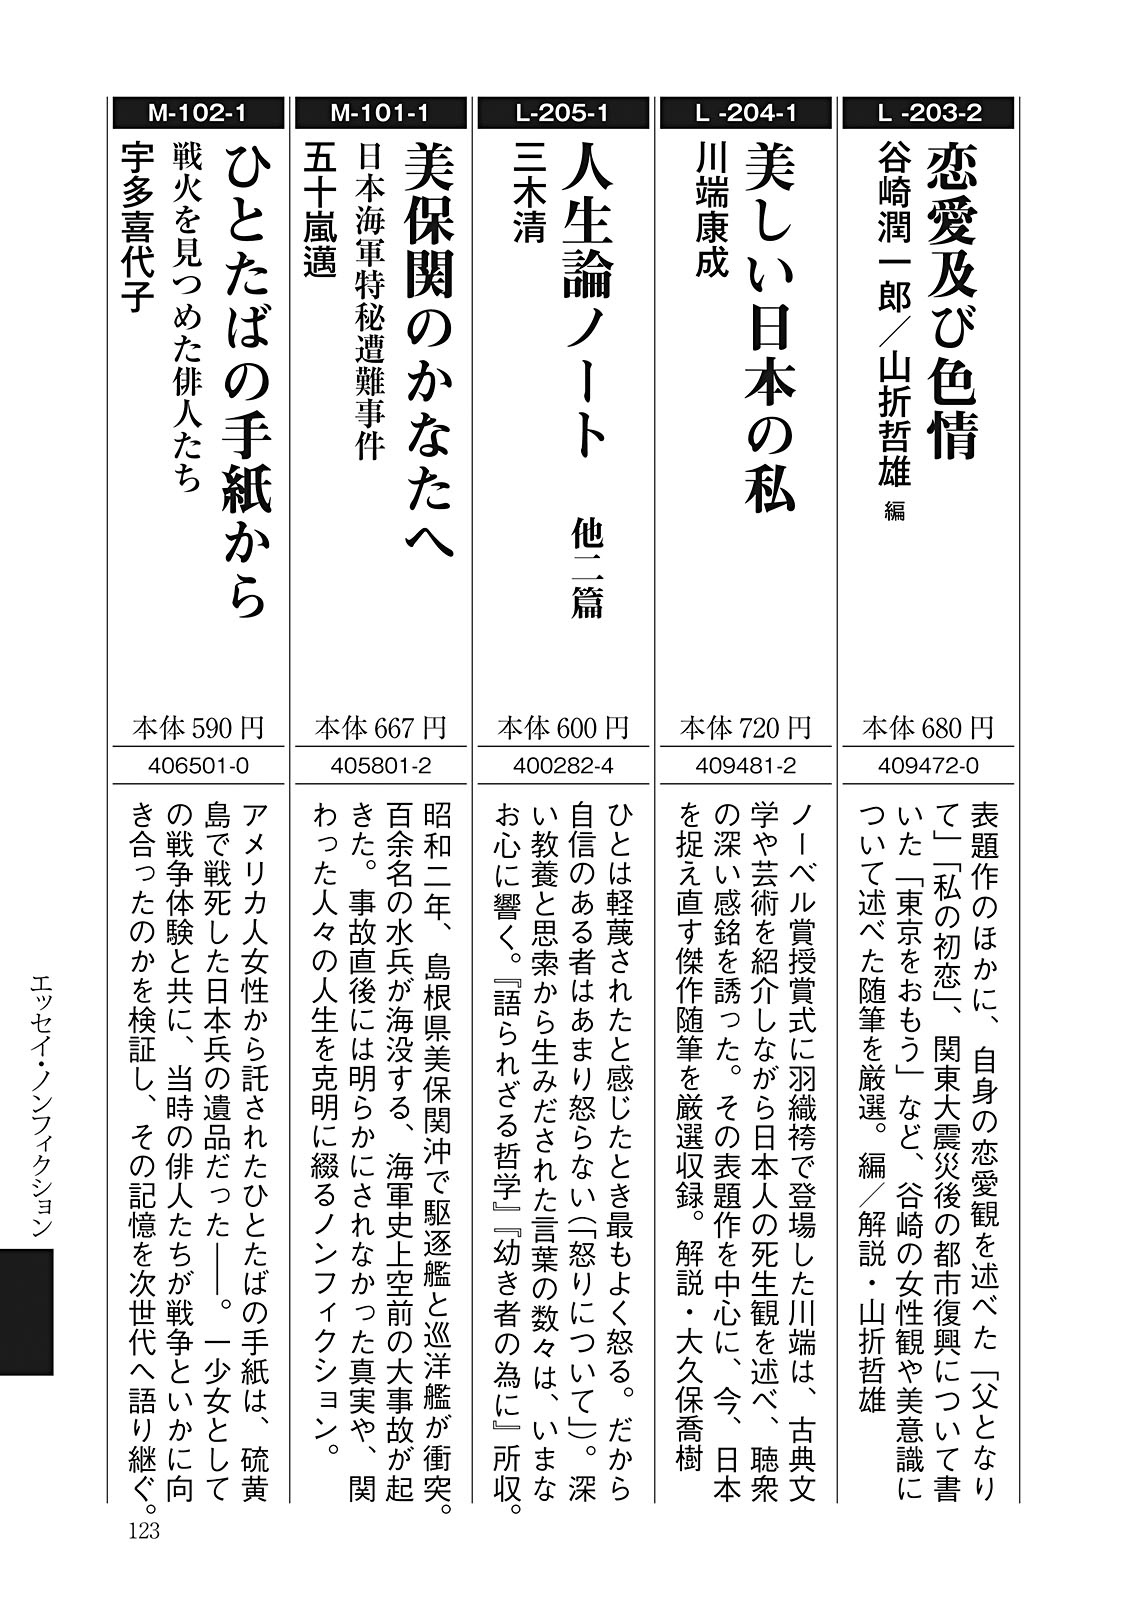 L -203-2
恋愛及び色情
谷崎潤一郎／山折哲雄 編
本体 680 円
409472-0
表題作のほかに、自身の恋愛観を述べた「父となり
て」「私の初恋」、関東大震災後の都市復興について書
いた「東京をおもう」など、谷崎の女性観や美意識に
ついて述べた随筆を厳選。編／解説・山折哲雄
L -204-1
美しい日本の私
川端康成
本体 720 円
409481-2
ノーベル賞授賞式に羽織袴で登場した川端は、古典文
学や芸術を紹介しながら日本人の死生観を述べ、聴衆
の深い感銘を誘った。その表題作を中心に、今、日本
を捉え直す傑作随筆を厳選収録。解説・大久保喬樹
L-205-1
人生論ノート 他二篇
三木清
本体 600 円
400282-4
ひとは軽蔑されたと感じたとき最もよく怒る。だから
自信のある者はあまり怒らない（「怒りについて」）。深
い教養と思索から生みだされた言葉の数々は、いまな
お心に響く。『語られざる哲学』『幼き者の為に』所収。
M-101-1
美保関のかなたへ
日本海軍特秘遭難事件
五十嵐邁
本体 667 円
405801-2
昭和二年、島根県美保関沖で駆逐艦と巡洋艦が衝突。
百余名の水兵が海没する、海軍史上空前の大事故が起
きた。事故直後には明らかにされなかった真実や、関
わった人々の人生を克明に綴るノンフィクション。
M-102-1
ひとたばの手紙から
戦火を見つめた俳人たち
宇多喜代子
本体 590 円
406501-0
アメリカ人女性から託されたひとたばの手紙は、硫黄
島で戦死した日本兵の遺品だった――。一少女として
の戦争体験と共に、当時の俳人たちが戦争といかに向
き合ったのかを検証し、その記憶を次世代へ語り継ぐ。
エッセイ・ノンフィクション
123